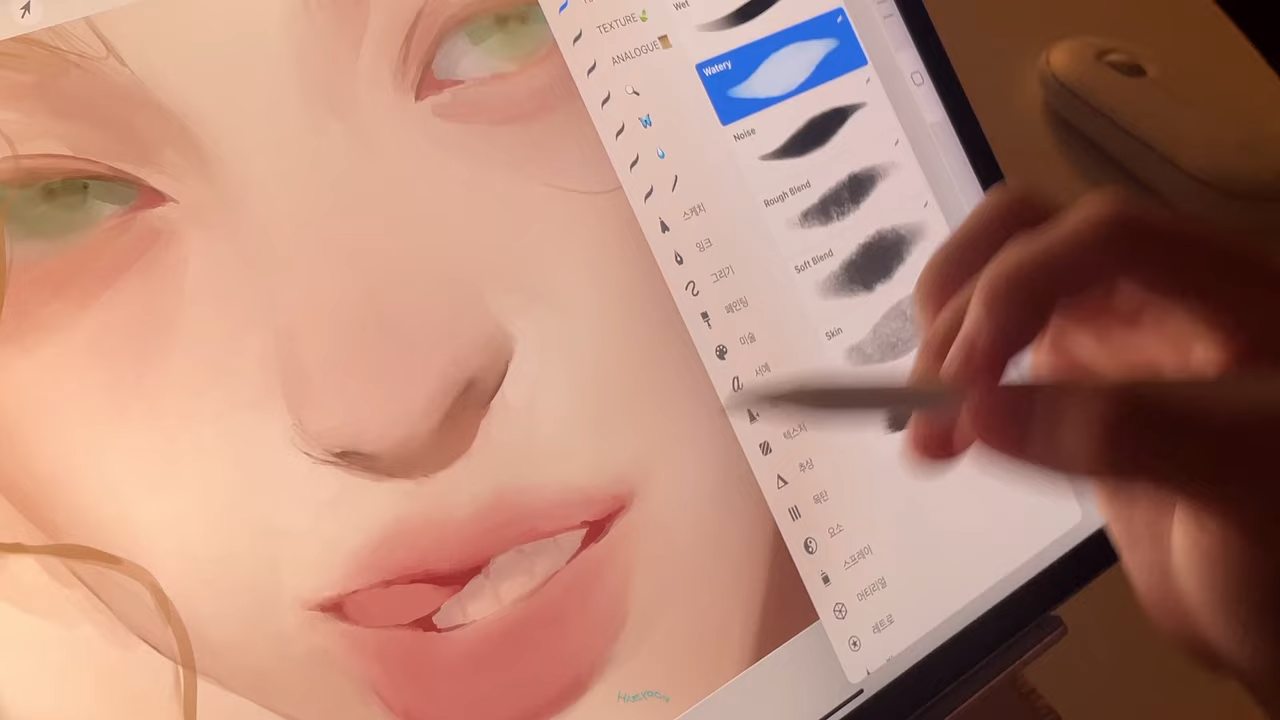 TEXTURE🌿
ANALOGUE
스케치
잉크
그리기
페인팅
미술
서예
텍스처
추상
목탄
요소
스프레이
머티리얼
레트로
Wet
Watery
Noise
Rough Blend
Soft Blend
Skin